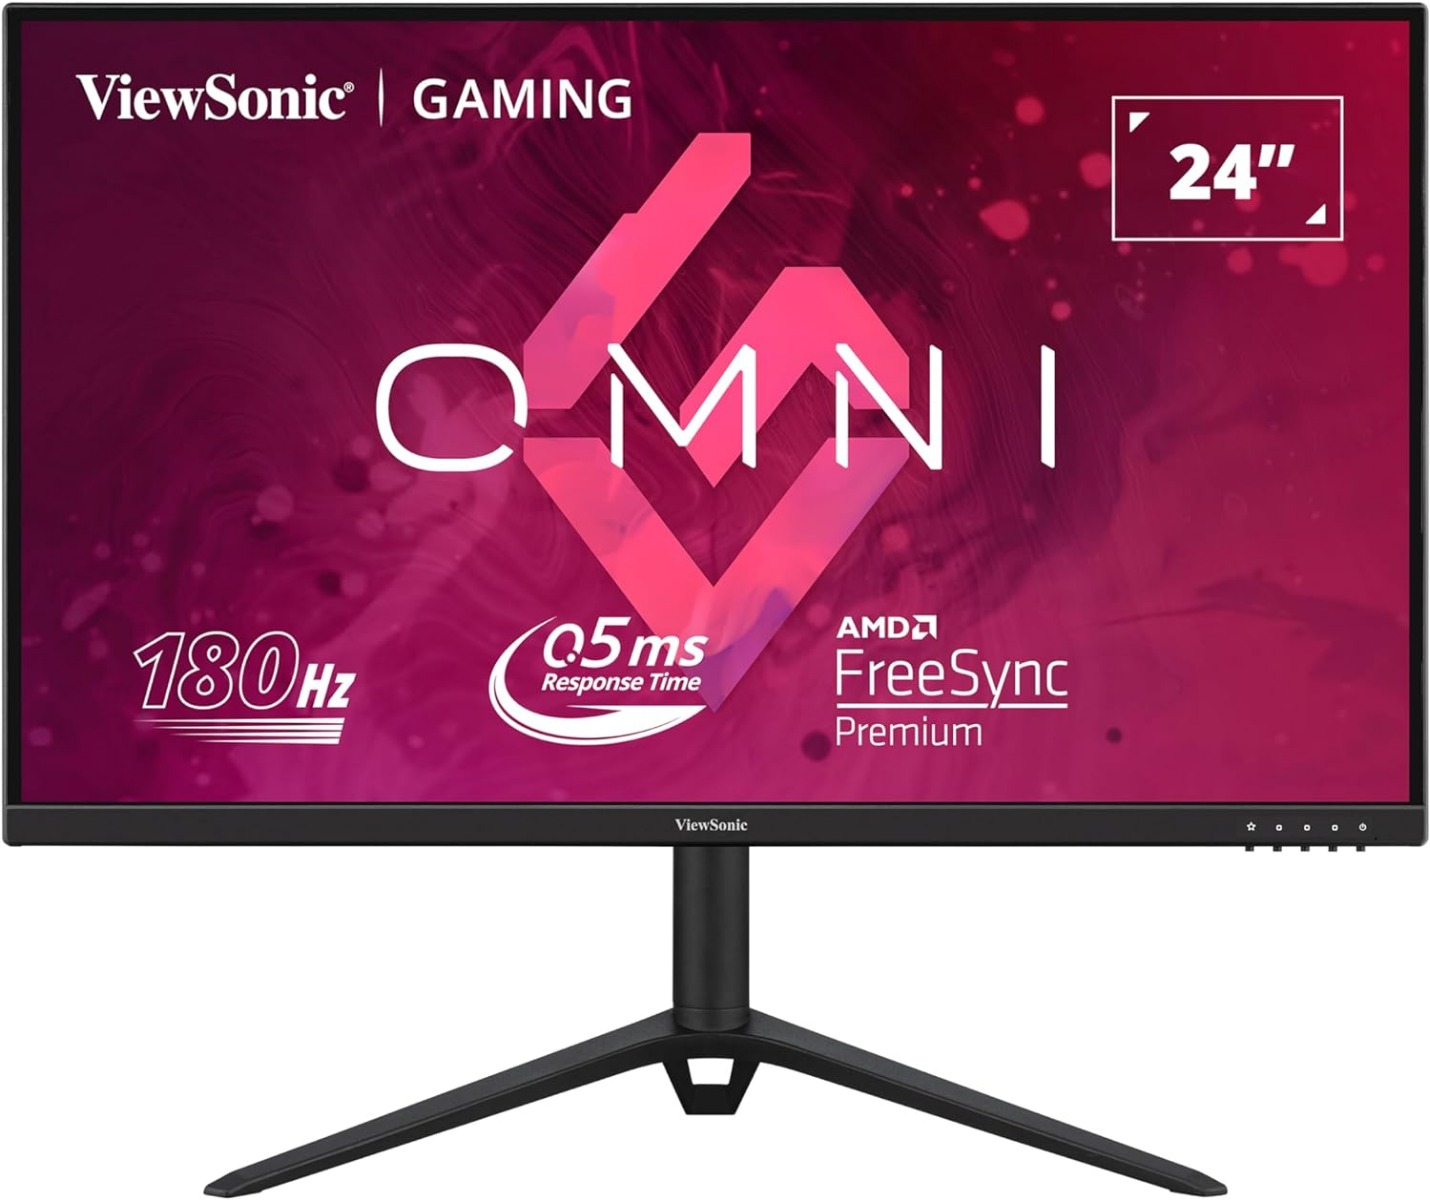 ViewSonic® | GAMING
24"
OMNI
180Hz
0.5ms
Response Time
AMD
FreeSync
Premium
ViewSonic